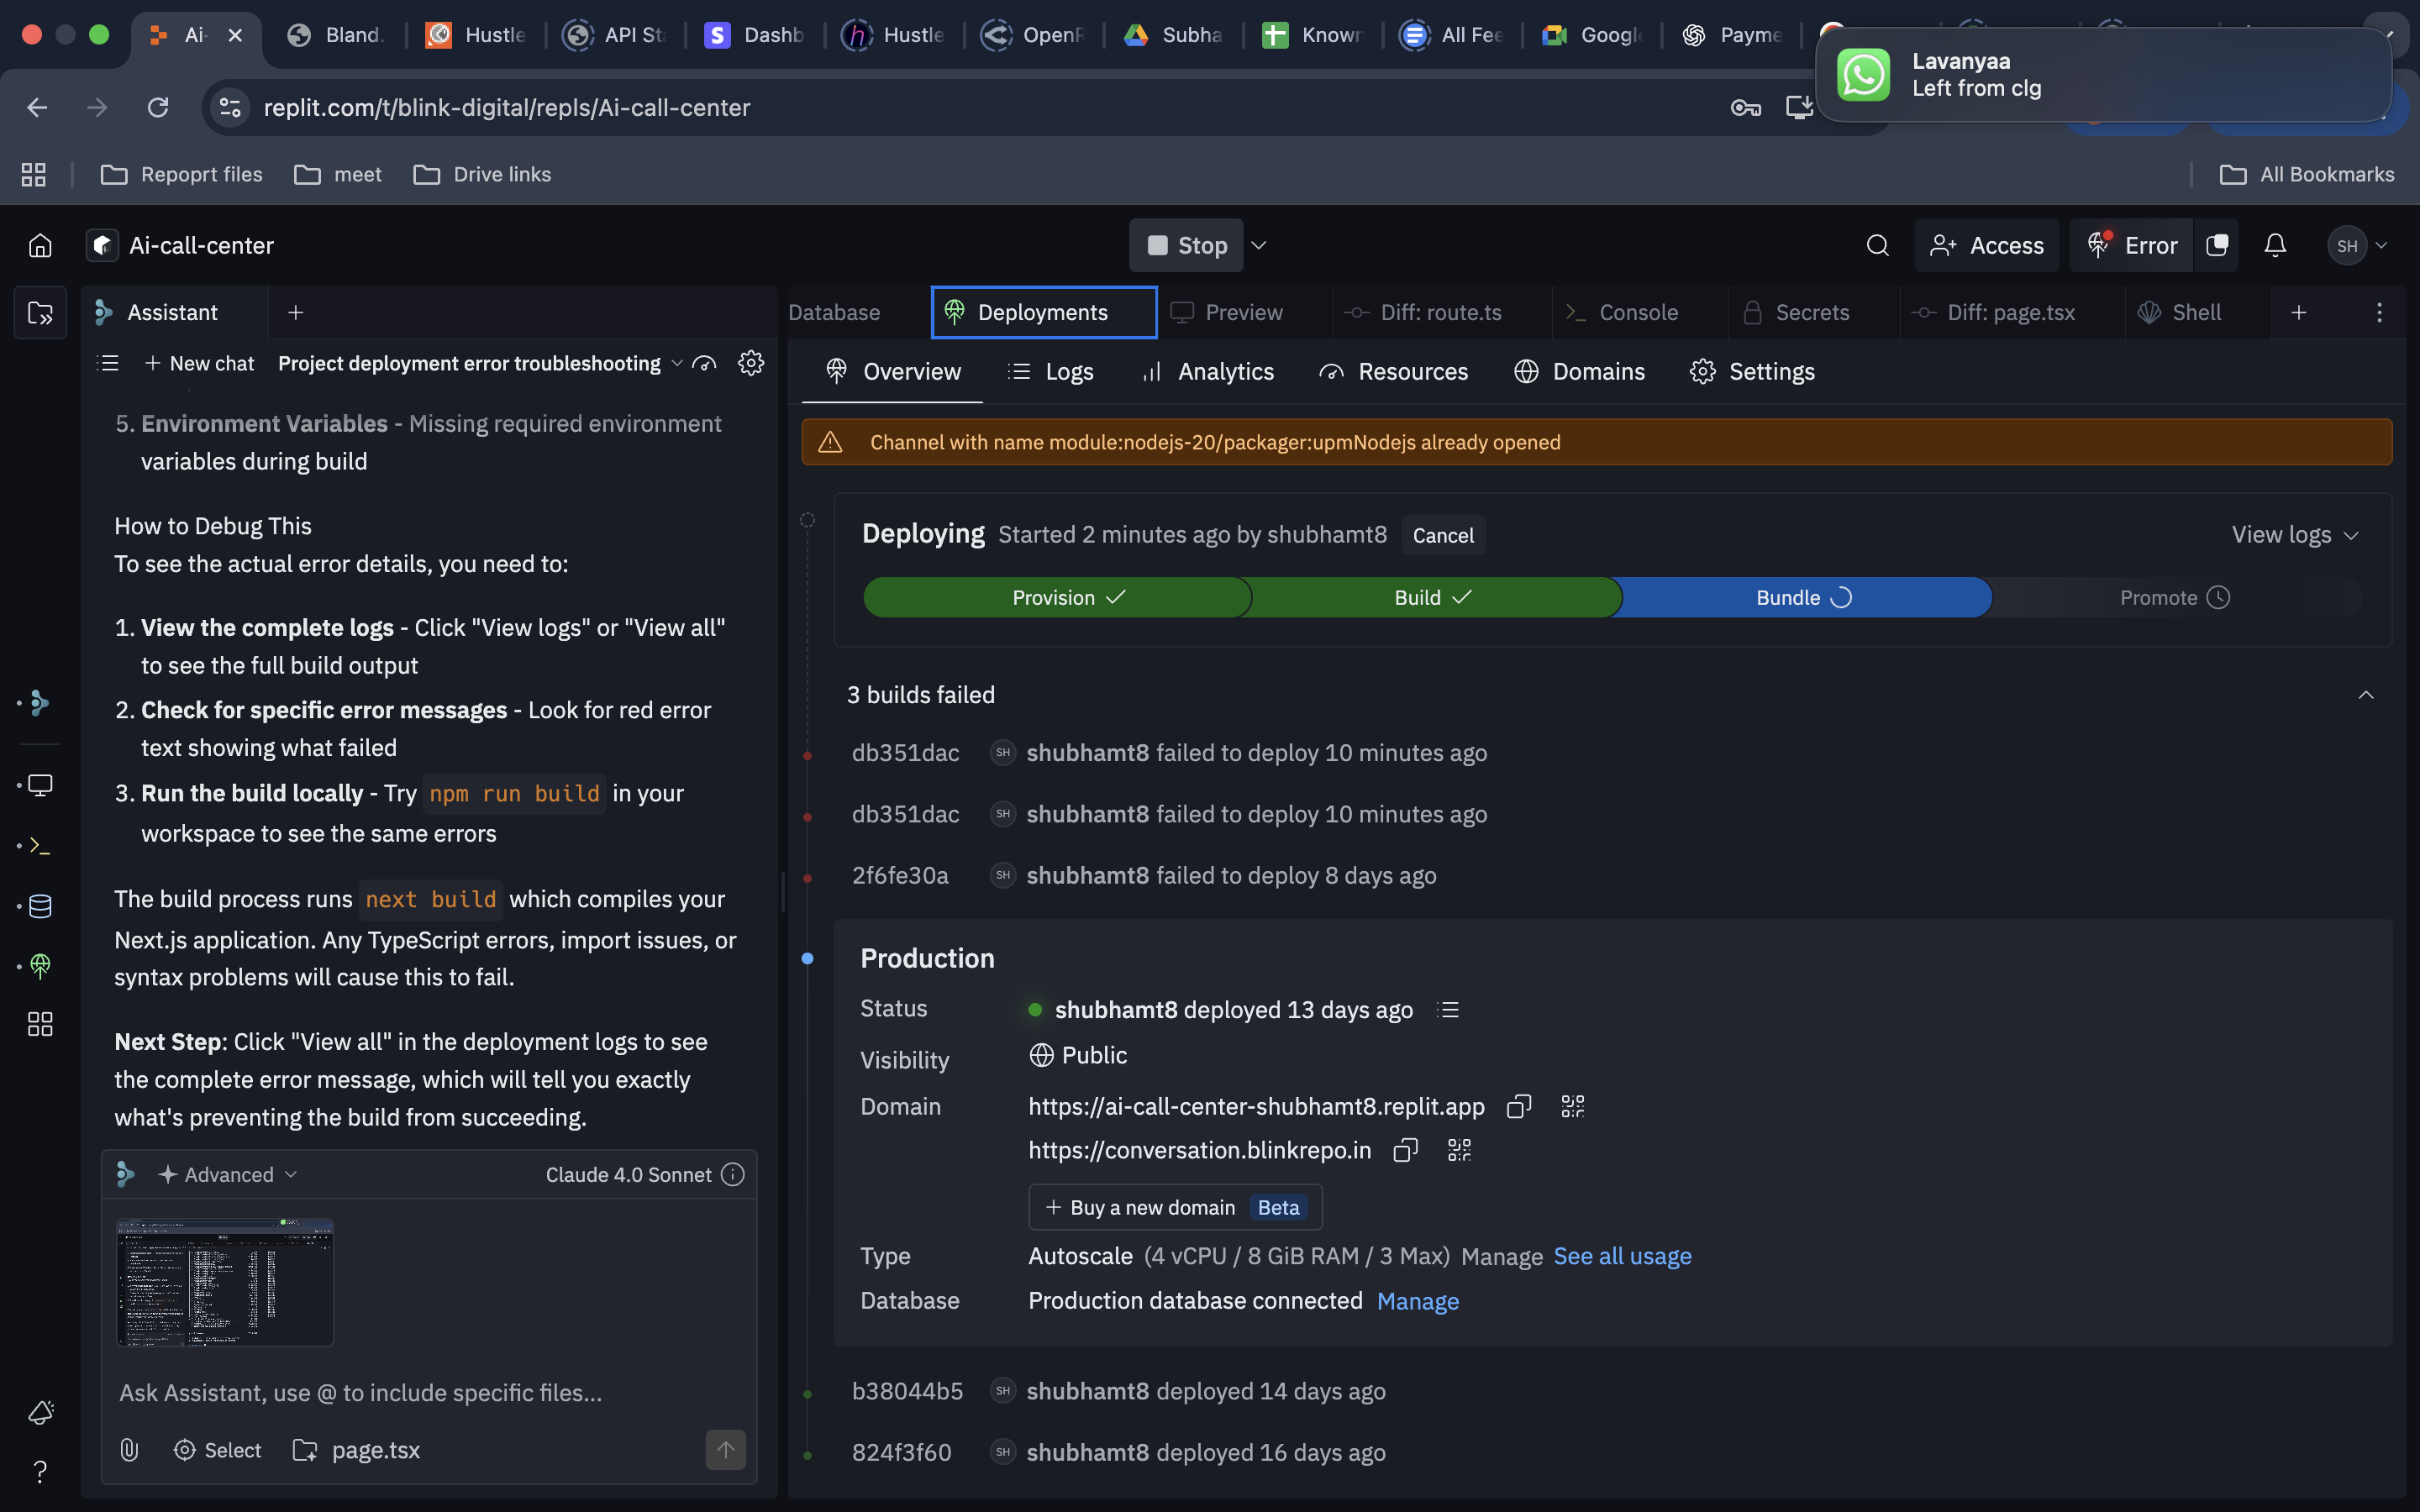 Ai-
Bland.
Hustle
API Sta
Dashb
Hustle
OpenR
Subha
Known
All Fee
Google
Payme
Lavanyaa
Left from clg
replit.com/t/blink-digital/repls/Ai-call-center
Repoprt files
meet
Drive links
All Bookmarks
Ai-call-center
Stop
Access
Error
SH
Assistant
Database
Deployments
Preview
Diff: route.ts
Console
Secrets
Diff: page.tsx
Shell
New chat
Project deployment error troubleshooting
Overview
Logs
Analytics
Resources
Domains
Settings
5. Environment Variables - Missing required environment
variables during build
How to Debug This
To see the actual error details, you need to:
1. View the complete logs - Click "View logs" or "View all"
to see the full build output
2. Check for specific error messages - Look for red error
text showing what failed
3. Run the build locally - Try npm run build in your
workspace to see the same errors
The build process runs next build which compiles your
Next.js application. Any TypeScript errors, import issues, or
syntax problems will cause this to fail.
Next Step: Click "View all" in the deployment logs to see
the complete error message, which will tell you exactly
what's preventing the build from succeeding.
Advanced
Claude 4.0 Sonnet
Ask Assistant, use @ to include specific files...
Select
page.tsx
Channel with name module:nodejs-20/packager:upmNodejs already opened
Deploying Started 2 minutes ago by shubhamt8 Cancel
View logs
Provision
Build
Bundle
Promote
3 builds failed
db351dac SH shubhamt8 failed to deploy 10 minutes ago
db351dac SH shubhamt8 failed to deploy 10 minutes ago
2f6fe30a SH shubhamt8 failed to deploy 8 days ago
Production
Status shubhamt8 deployed 13 days ago
Visibility Public
Domain https://ai-call-center-shubhamt8.replit.app
https://conversation.blinkrepo.in
Buy a new domain Beta
Type Autoscale (4 vCPU / 8 GiB RAM / 3 Max) Manage See all usage
Database Production database connected Manage
b38044b5 SH shubhamt8 deployed 14 days ago
824f3f60 SH shubhamt8 deployed 16 days ago